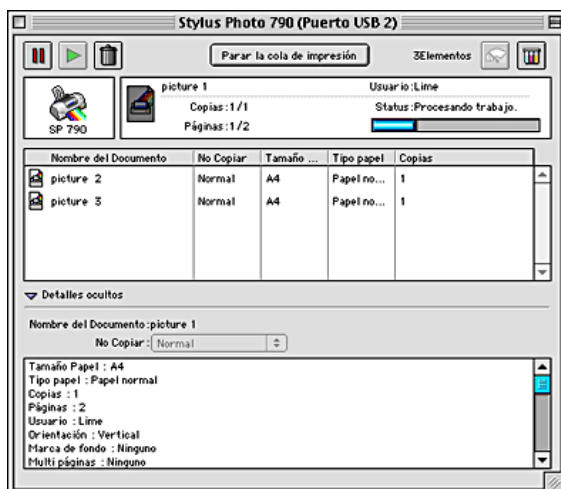 Stylus Photo 790 (Puerto USB 2)
Parar la cola de impresión
3Elementos
SP 790
picture 1
Usuario:Lime
Copias:1/1
Status:Procesando trabajo.
Páginas:1/2
Nombre del Documento No Copiar Tamaño ... Tipo papel Copias
picture 2 Normal A4 Papel no... 1
picture 3 Normal A4 Papel no... 1
Detalles ocultos
Nombre del Documento:picture 1
No Copiar: Normal
Tamaño Papel : A4
Tipo papel : Papel normal
Copias : 1
Páginas : 2
Usuario : Lime
Orientación : Vertical
Marca de fondo : Ninguno
Multi páginas : Ninguno